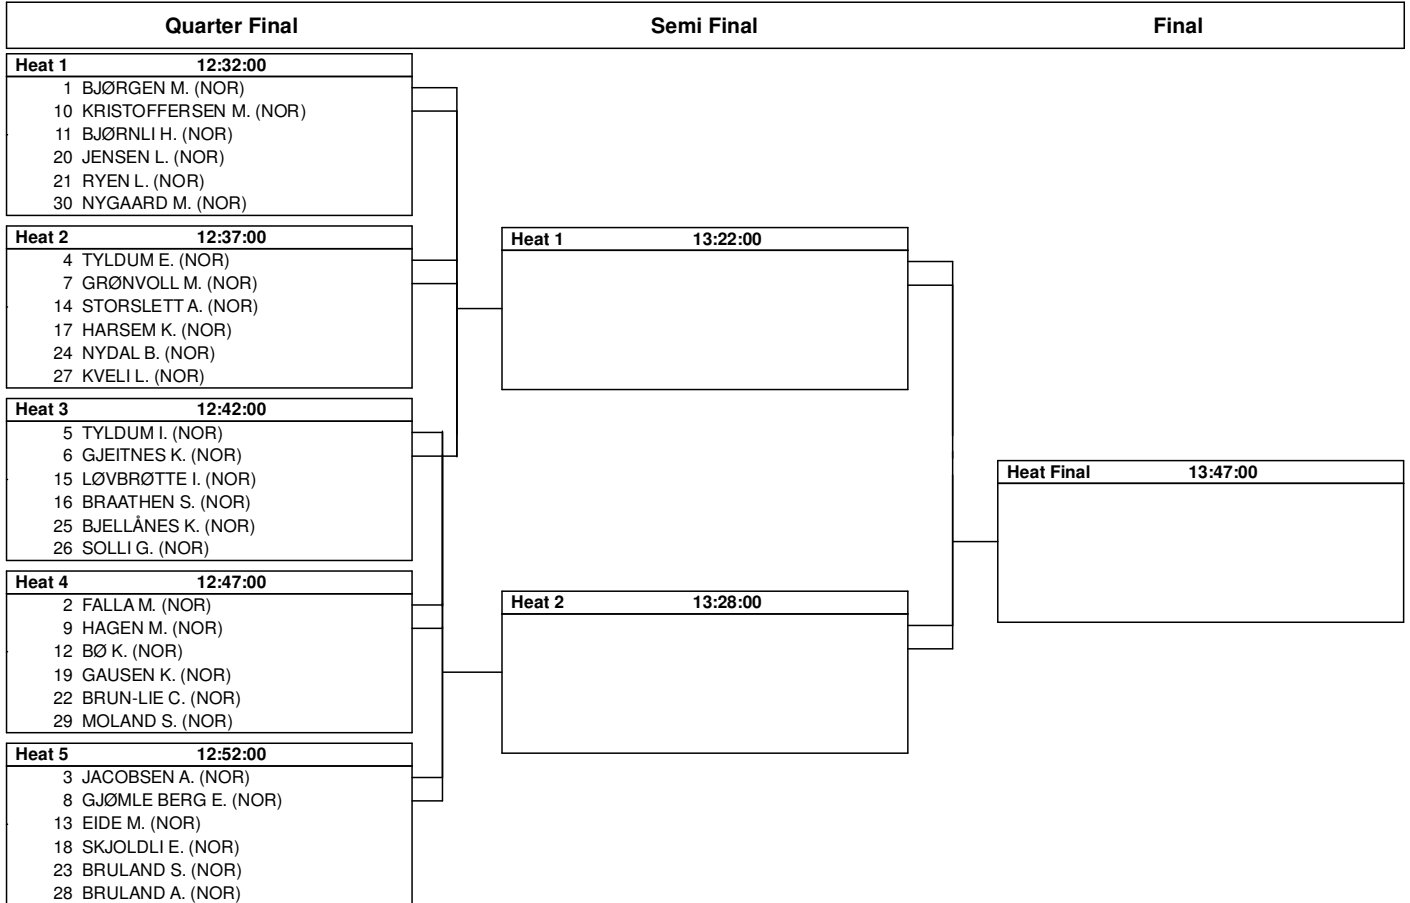 Quarter Final Semi Final Final
Heat 1 12:32:00
1 BJØRGEN M. (NOR)
10 KRISTOFFERSEN M. (NOR)
11 BJØRNLI H. (NOR)
20 JENSEN L. (NOR)
21 RYEN L. (NOR)
30 NYGAARD M. (NOR)
Heat 2 12:37:00
4 TYLDUM E. (NOR)
7 GRØNVOLL M. (NOR)
14 STORSLETT A. (NOR)
17 HARSEM K. (NOR)
24 NYDAL B. (NOR)
27 KVELI L. (NOR)
Heat 3 12:42:00
5 TYLDUM I. (NOR)
6 GJEITNES K. (NOR)
15 LØVBRØTTE I. (NOR)
16 BRAATHEN S. (NOR)
25 BJELLÅNES K. (NOR)
26 SOLLI G. (NOR)
Heat 4 12:47:00
2 FALLA M. (NOR)
9 HAGEN M. (NOR)
12 BØ K. (NOR)
19 GAUSEN K. (NOR)
22 BRUN-LIE C. (NOR)
29 MOLAND S. (NOR)
Heat 5 12:52:00
3 JACOBSEN A. (NOR)
8 GJØMLE BERG E. (NOR)
13 EIDE M. (NOR)
18 SKJOLDLI E. (NOR)
23 BRULAND S. (NOR)
28 BRULAND A. (NOR)
Heat 1 13:22:00
Heat 2 13:28:00
Heat Final 13:47:00